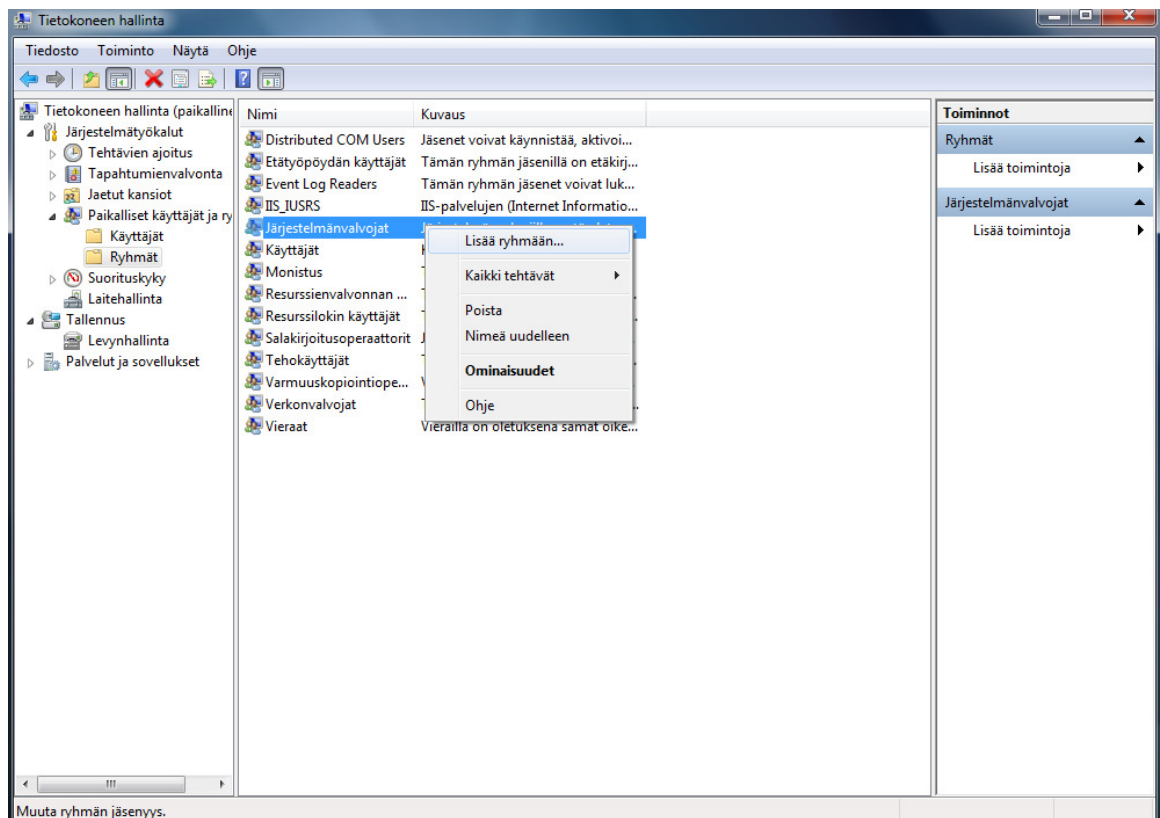 Tietokoneen hallinta
Tiedosto Toiminto Näytä Ohje
Tietokoneen hallinta (paikalline
Järjestelmätyökalut
Tehtävien ajoitus
Tapahtumienvalvonta
Jaetut kansiot
Paikalliset käyttäjät ja ry
Käyttäjät
Ryhmät
Suorituskyky
Laitehallinta
Tallennus
Levynhallinta
Palvelut ja sovellukset
Nimi Kuvaus
Distributed COM Users Jäsenet voivat käynnistää, aktivoi...
Etätyöpöydän käyttäjät Tämän ryhmän jäsenillä on etäkirj...
Event Log Readers Tämän ryhmän jäsenet voivat luk...
IIS_IUSRS IIS-palvelujen (Internet Informatio...
Järjestelmänvalvojat
Käyttäjät
Monistus
Resurssienvalvonnan ...
Resurssilokin käyttäjät
Salakirjoitusoperaattorit
Tehokäyttäjät
Varmuuskopiointiope...
Verkonvalvojat
Vieraat Vierailla on oletuksena samat oike...
Lisää ryhmään...
Kaikki tehtävät
Poista
Nimeä uudelleen
Ominaisuudet
Ohje
Toiminnot
Ryhmät
Lisää toimintoja
Järjestelmänvalvojat
Lisää toimintoja
Muuta ryhmän jäsenyys.